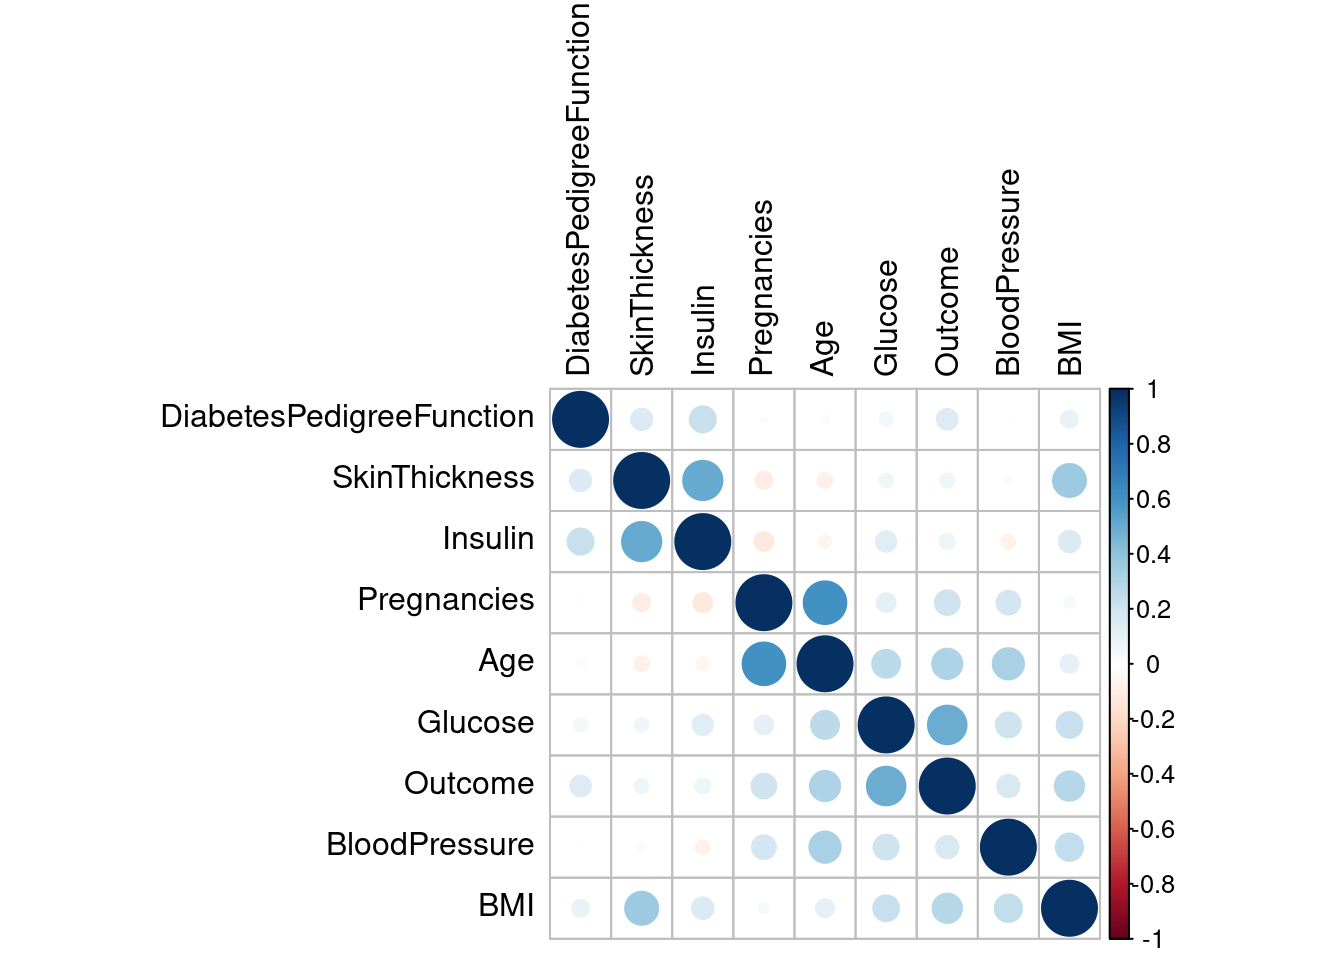 DiabetesPedigreeFunction
SkinThickness
Insulin
Pregnancies
Age
Glucose
Outcome
BloodPressure
BMI
DiabetesPedigreeFunction
SkinThickness
Insulin
Pregnancies
Age
Glucose
Outcome
BloodPressure
BMI
1
0.8
0.6
0.4
0.2
0
-0.2
-0.4
-0.6
-0.8
-1